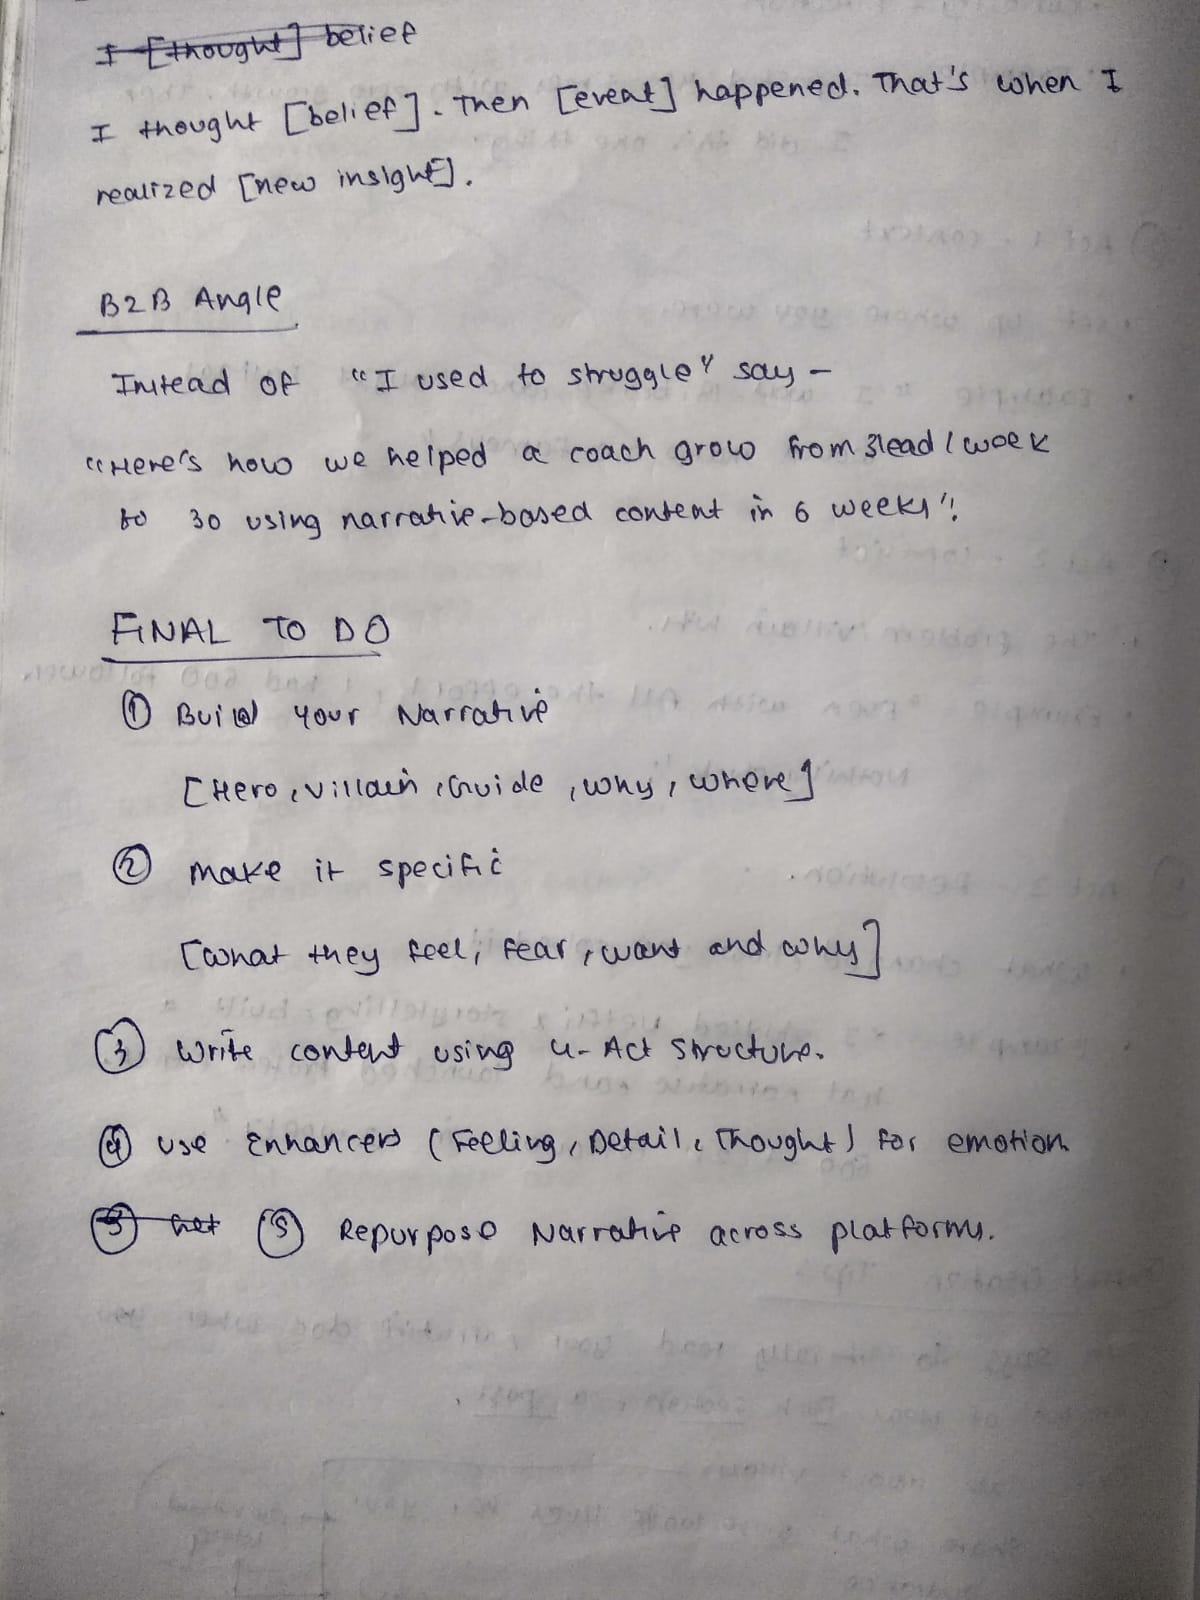 I [thought] belief
I thought [belief]. Then [event] happened. That's when I
realized [new insight].
B2B Angle
Instead of "I used to struggle" say -
"Here's how we helped a coach grow from 3lead / week
to 30 using narrative-based content in 6 weeks".
FINAL TO DO
① Build your Narrative
[Hero, Villain, Guide, why, where]
② make it specific
[what they feel, fear, want and why]
③ write content using 4-Act Structure.
④ use Enhancers (Feeling, Detail, Thought) for emotion.
⑤ ⑤ Repurpose Narrative across platforms.